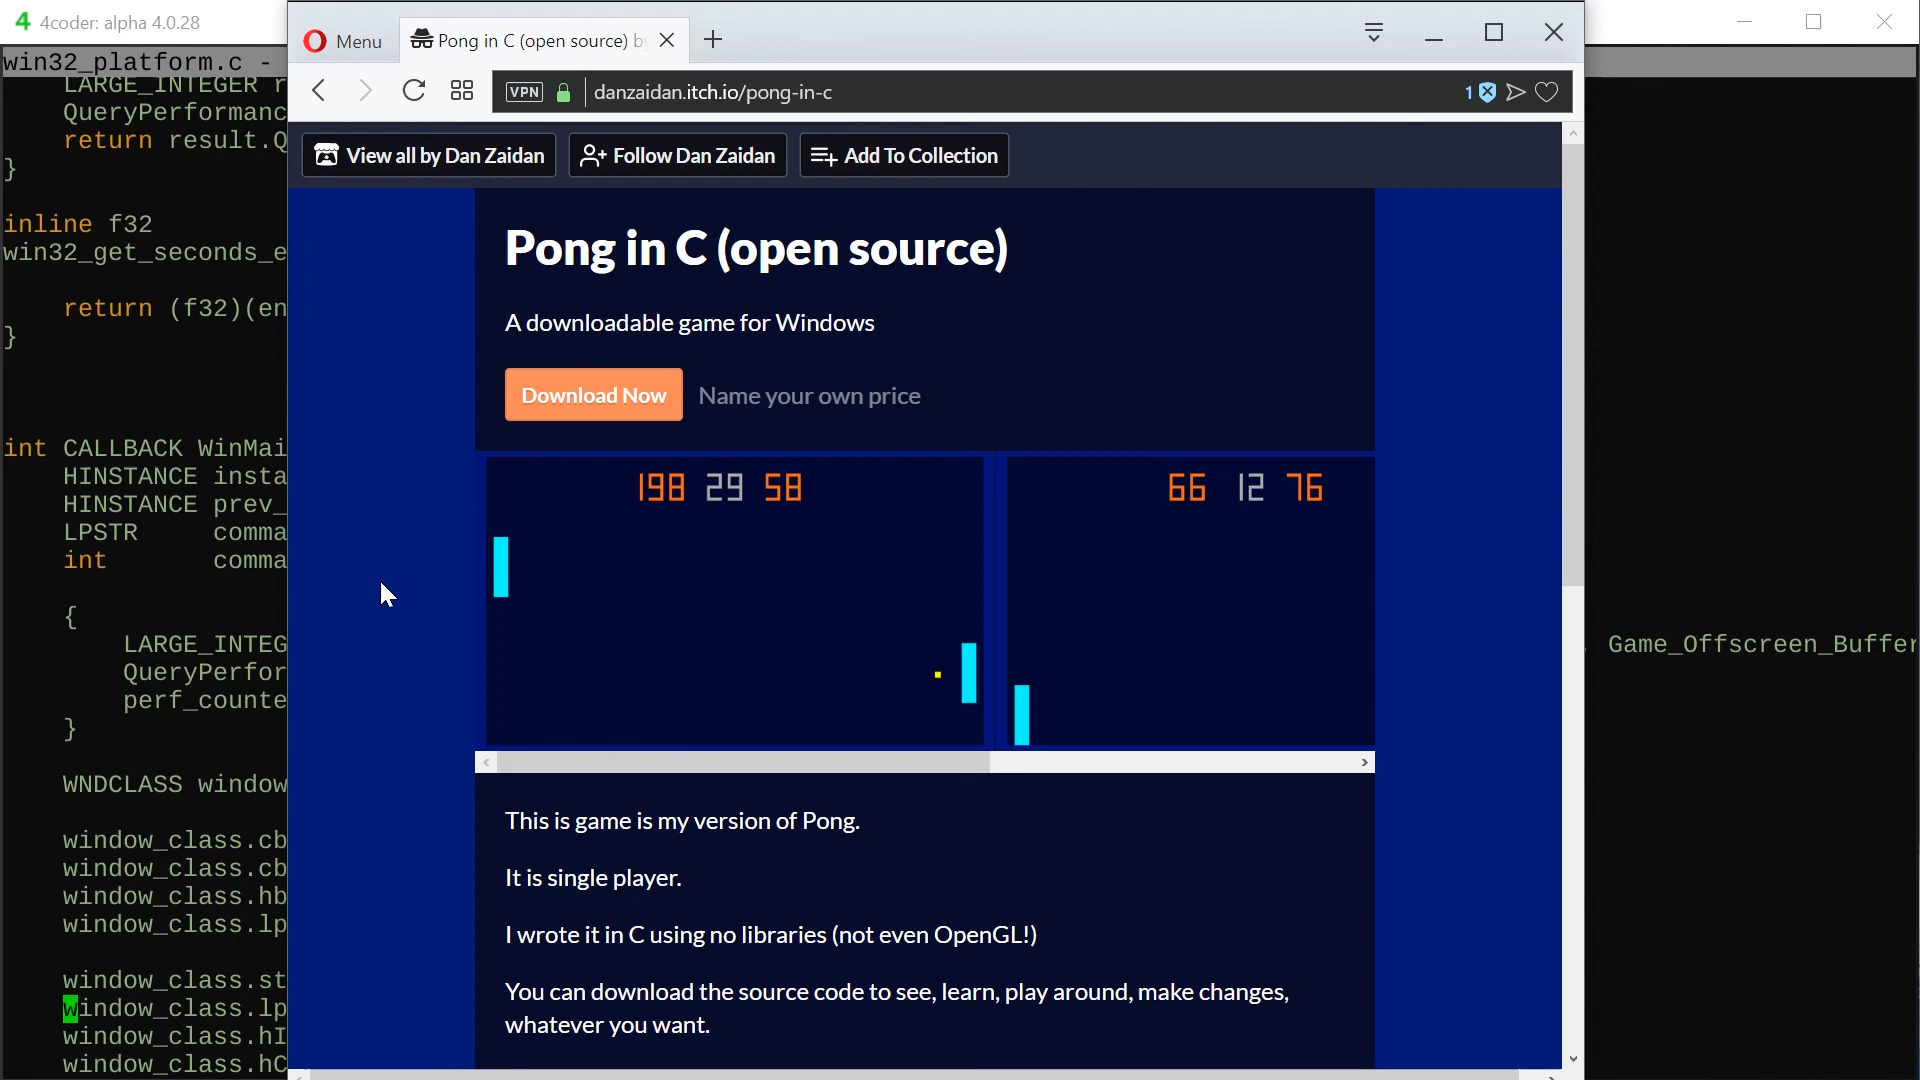 4coder: alpha 4.0.28
win32_platform.c -
LARGE_INTEGER r
QueryPerformanc
return result.Q
}
inline f32
win32_get_seconds_e
return (f32)(en
}
int CALLBACK WinMai
HINSTANCE insta
HINSTANCE prev_
LPSTR comma
int comma
{
LARGE_INTEG
QueryPerfor
perf_counte
}
WNDCLASS window
window_class.cb
window_class.cb
window_class.hb
window_class.lp
window_class.st
window_class.lp
window_class.hI
window_class.hC
Game_Offscreen_Buffer
Menu
Pong in C (open source) by
VPN
danzaidan.itch.io/pong-in-c
1
View all by Dan Zaidan
Follow Dan Zaidan
Add To Collection
Pong in C (open source)
A downloadable game for Windows
Download Now
Name your own price
198 29 58
66 12 76
This is game is my version of Pong.
It is single player.
I wrote it in C using no libraries (not even OpenGL!)
You can download the source code to see, learn, play around, make changes,
whatever you want.